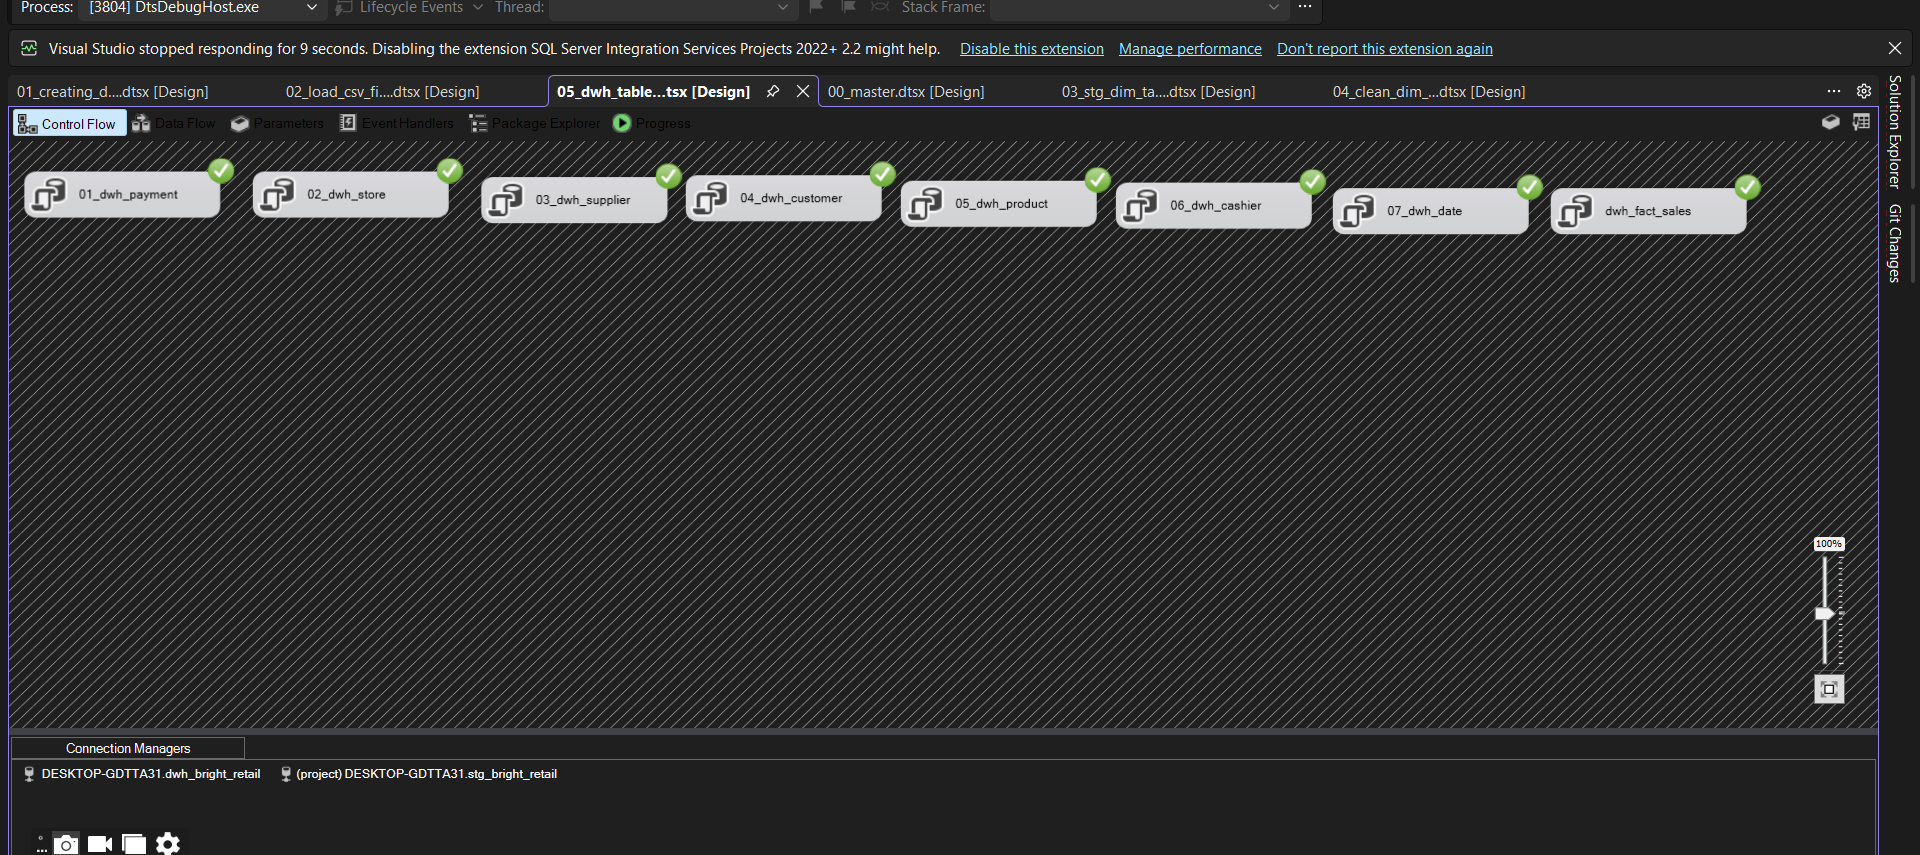 Process: [3804] DtsDebugHost.exe Lifecycle Events Thread: Stack Frame:
Visual Studio stopped responding for 9 seconds. Disabling the extension SQL Server Integration Services Projects 2022+ 2.2 might help. Disable this extension Manage performance Don't report this extension again
01_creating_d....dtsx [Design] 02_load_csv_fi....dtsx [Design] 05_dwh_table...tsx [Design] 00_master.dtsx [Design] 03_stg_dim_ta....dtsx [Design] 04_clean_dim_...dtsx [Design]
Control Flow Data Flow Parameters Event Handlers Package Explorer Progress
01_dwh_payment
02_dwh_store
03_dwh_supplier
04_dwh_customer
05_dwh_product
06_dwh_cashier
07_dwh_date
dwh_fact_sales
Solution Explorer
Git Changes
100%
Connection Managers
DESKTOP-GDTTA31.dwh_bright_retail (project) DESKTOP-GDTTA31.stg_bright_retail